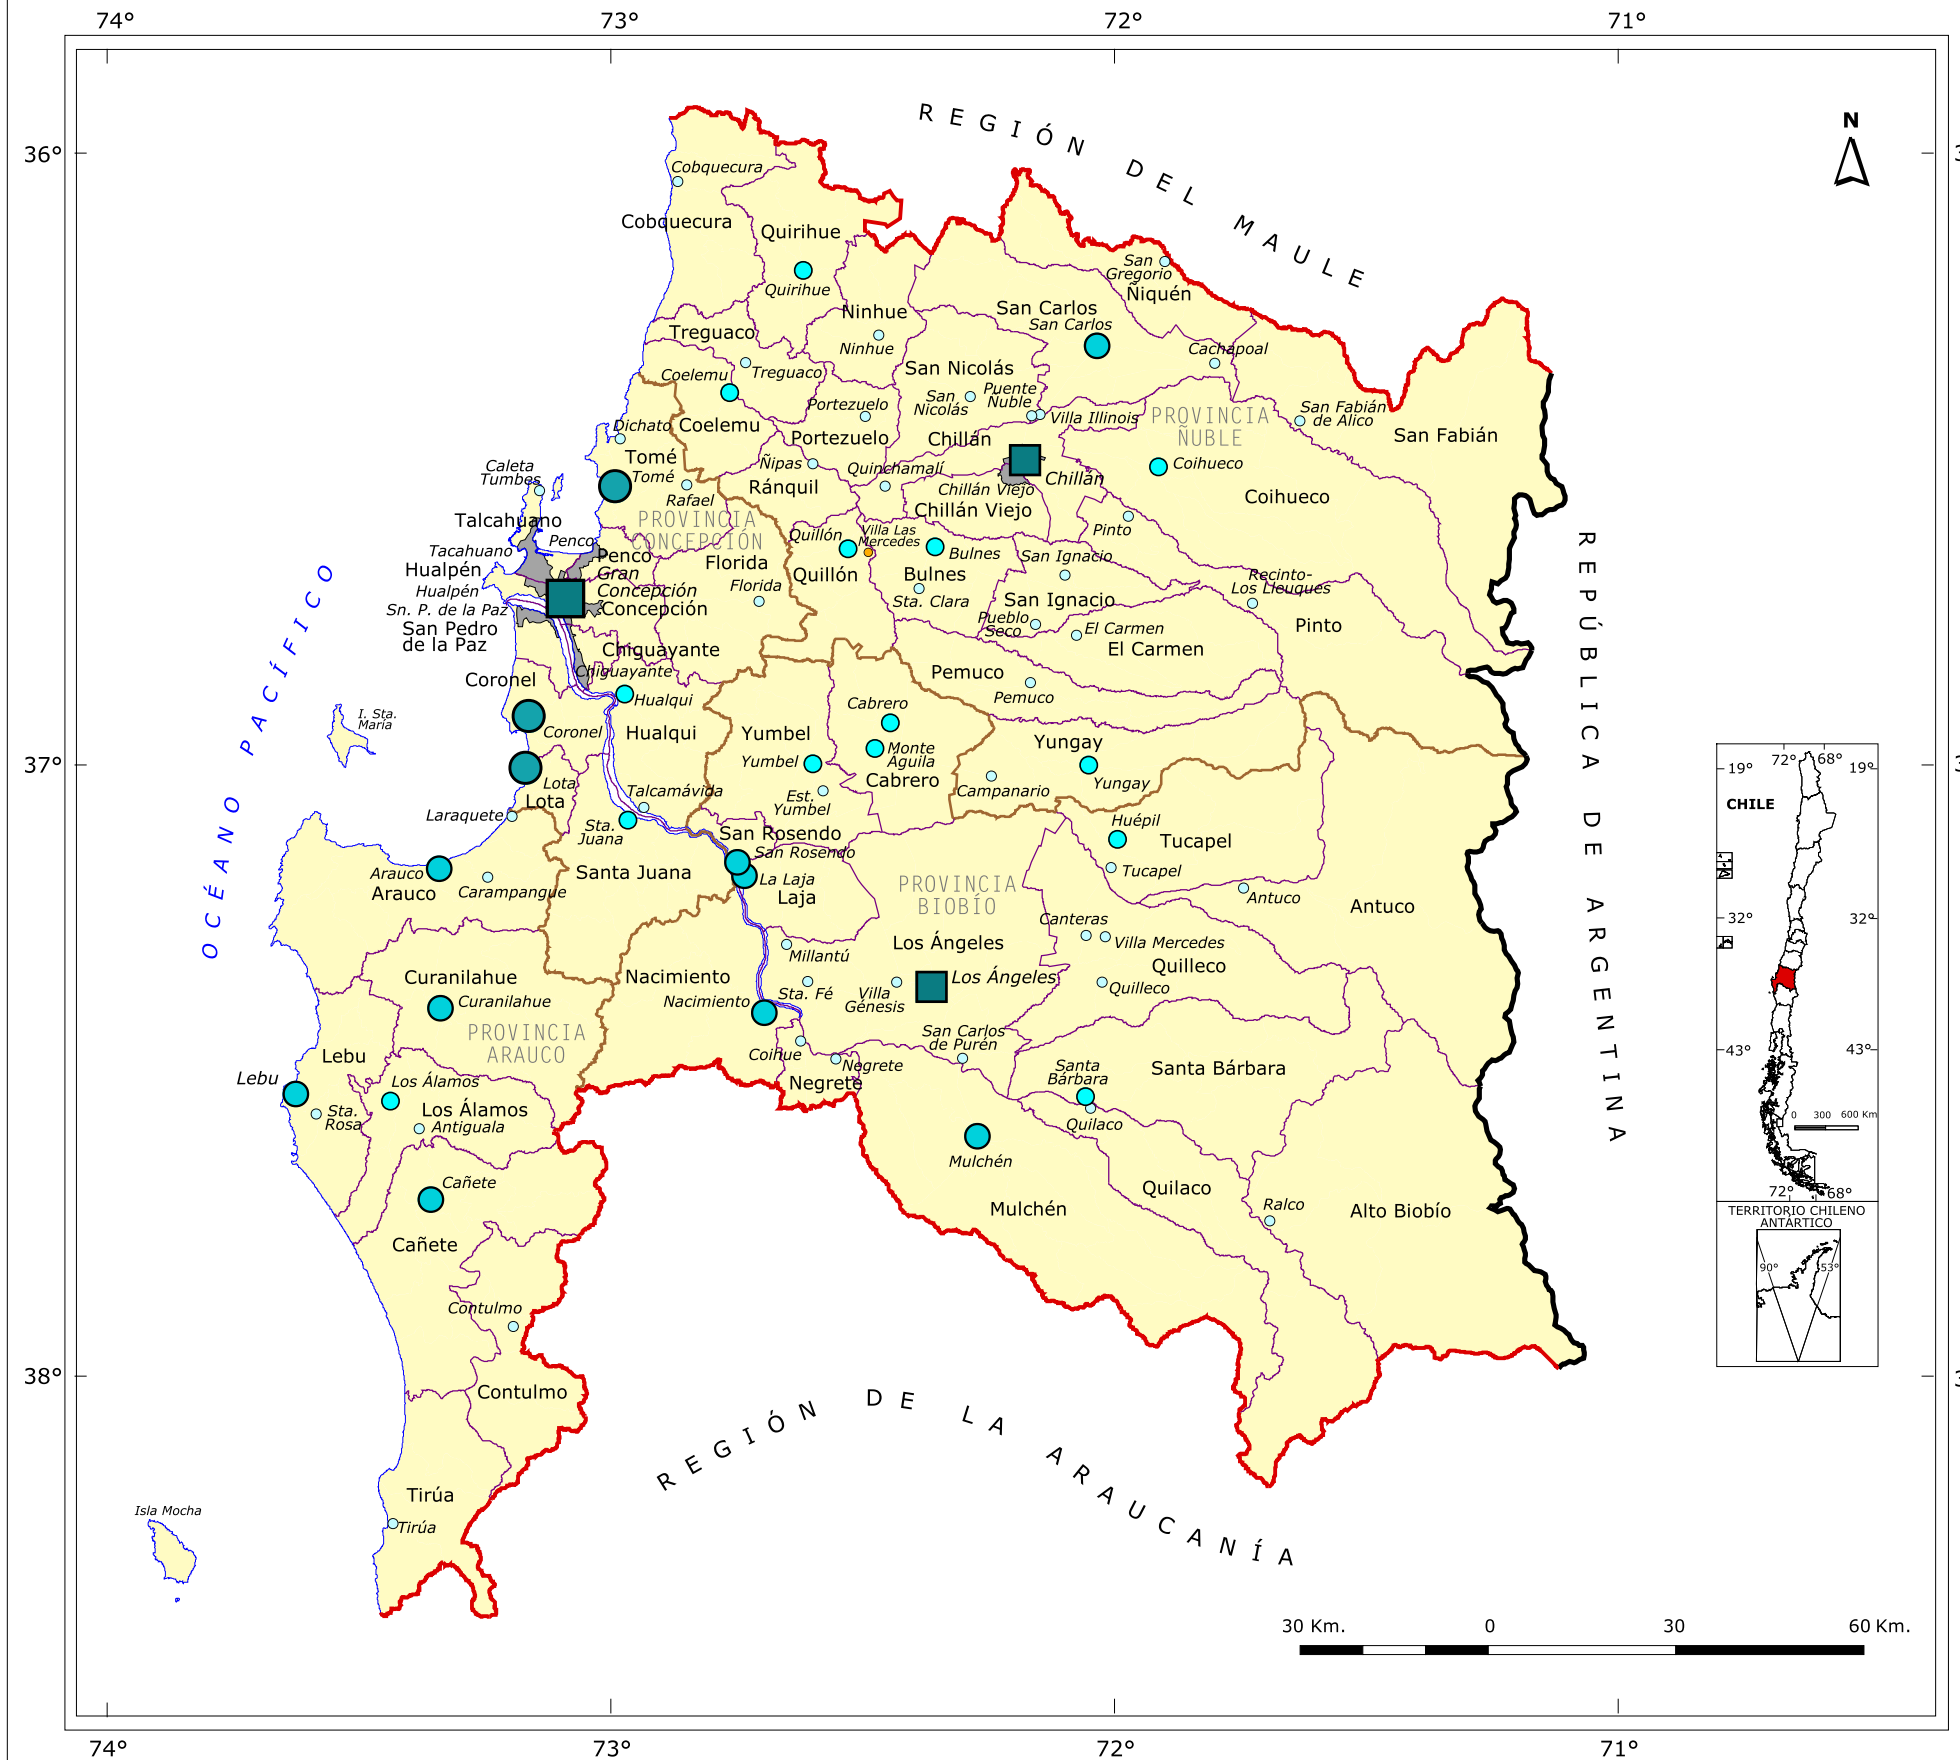 74°
73°
72°
71°
36°
37°
38°
N
REGIÓN DEL MAULE
OCÉANO PACÍFICO
REPÚBLICA DE ARGENTINA
REGIÓN DE LA ARAUCANÍA
Cobquecura
Cobquecura
Quirihue
Quirihue
San
Gregorio
Ñiquén
Ninhue
Ninhue
San Carlos
San Carlos
Treguaco
Treguaco
Cachapoal
Coelemu
Coelemu
San Nicolás
San
Nicolás
Puente
Ñuble
Villa Illinois
PROVINCIA
ÑUBLE
San Fabián
de Alico
San Fabián
Portezuelo
Portezuelo
Dichato
Chillán
Chillán
Tomé
Tomé
Ñipas
Quinchamalí
Coihueco
Coihueco
Caleta
Tumbes
Rafael
Ránquil
Chillán Viejo
Chillán Viejo
Talcahuano
PROVINCIA
CONCEPCIÓN
Penco
Penco
Quillón
Villa Las
Mercedes
Pinto
Tacahuano
Bulnes
Bulnes
San Ignacio
Hualpén
Florida
Florida
Quillón
Gran
Concepción
Concepción
Hualpén
Sn. P. de la Paz
San Pedro
de la Paz
Sta. Clara
San Ignacio
Recinto-
Los Lleuques
Pueblo
Seco
El Carmen
El Carmen
Pinto
Chiguayante
Chiguayante
Coronel
Pemuco
Pemuco
Hualqui
Hualqui
I. Sta.
María
Coronel
Cabrero
Yumbel
Yumbel
Monte
Aguila
Cabrero
Yungay
Yungay
Lota
Lota
Talcamávida
Est.
Yumbel
Campanario
Laraquete
Sta.
Juana
San Rosendo
San Rosendo
Huépil
Tucapel
Tucapel
Arauco
Arauco
Carampangue
Santa Juana
La Laja
Laja
PROVINCIA
BIOBÍO
Antuco
Antuco
Canteras
Villa Mercedes
Los Ángeles
Los Ángeles
Millantú
Quilleco
Quilleco
Curanilahue
Curanilahue
Nacimiento
Nacimiento
Sta. Fé
Villa
Génesis
PROVINCIA
ARAUCO
San Carlos
de Purén
Coihue
Negrete
Negrete
Lebu
Lebu
Santa
Bárbara
Santa Bárbara
Los Álamos
Los Álamos
Sta.
Rosa
Antiguala
Quilaco
Quilaco
Mulchén
Mulchén
Cañete
Cañete
Ralco
Alto Biobío
Contulmo
Contulmo
Tirúa
Tirúa
Isla Mocha
72°
68°
19°
19°
CHILE
32°
32°
43°
43°
0 300 600 Km
72°
68°
TERRITORIO CHILENO
ANTÁRTICO
90°
53°
30 Km. 0 30 60 Km.
74°
73°
72°
71°